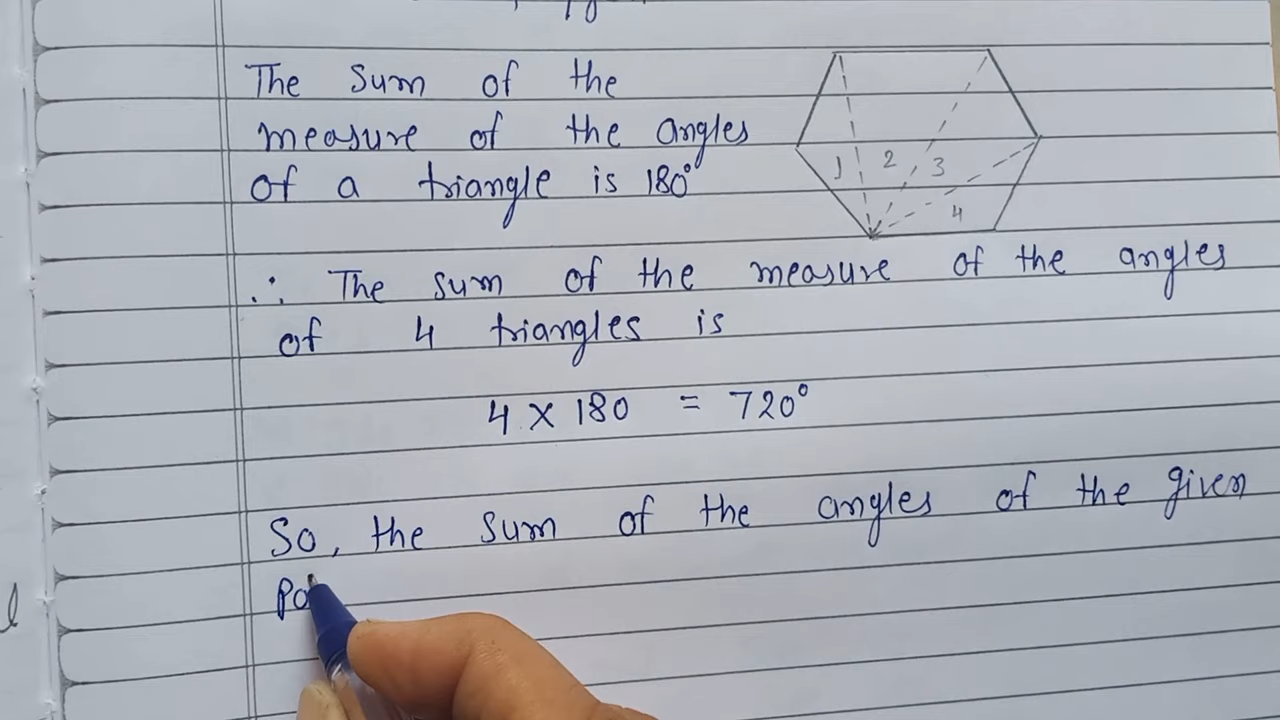 The sum of the
measure of the angles
of a triangle is 180°
1 2 3
4
∴ The sum of the measure of the angles
of 4 triangles is
4 × 180 = 720°
So, the sum of the angles of the given
Po